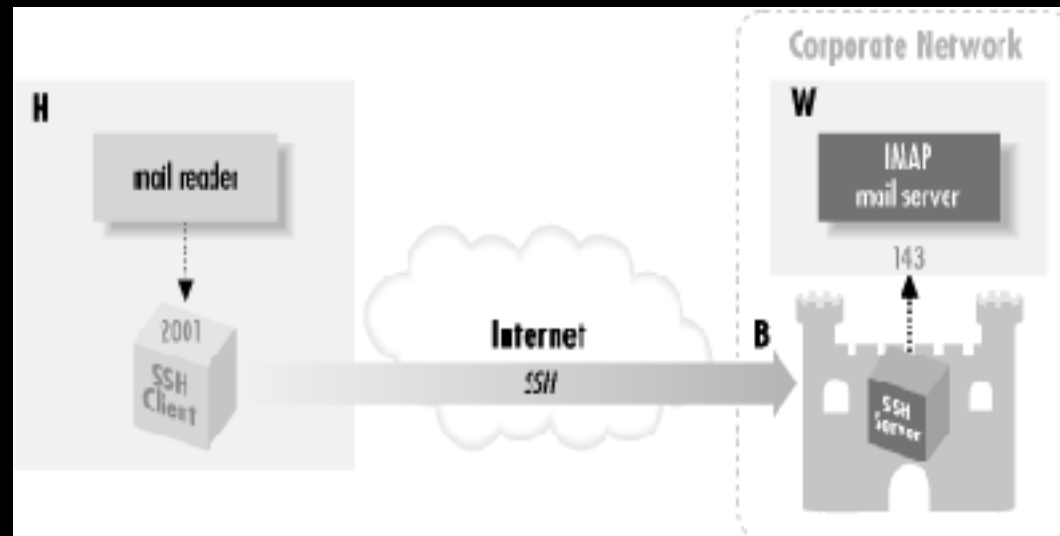 Corporate Network
H
W
mail reader
IMAP
mail server
143
2001
SSH
Client
Internet
SSH
B
SSH
Server